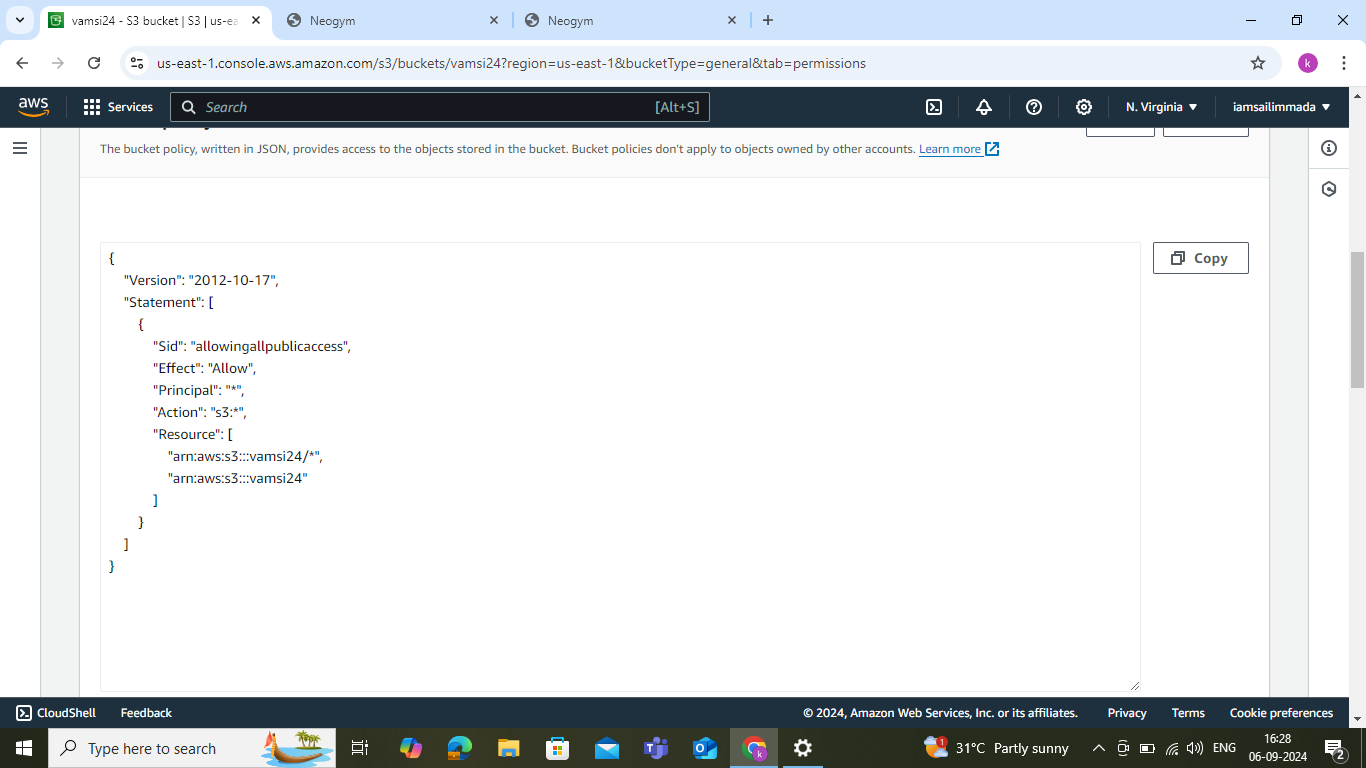 vamsi24 - S3 bucket | S3 | us-ea
Neogym
Neogym
us-east-1.console.aws.amazon.com/s3/buckets/vamsi24?region=us-east-1&bucketType=general&tab=permissions
k
aws
Services
Search
[Alt+S]
N. Virginia
iamsailimmada
The bucket policy, written in JSON, provides access to the objects stored in the bucket. Bucket policies don't apply to objects owned by other accounts. Learn more
Copy
{
"Version": "2012-10-17",
"Statement": [
{
"Sid": "allowingallpublicaccess",
"Effect": "Allow",
"Principal": "*",
"Action": "s3:*",
"Resource": [
"arn:aws:s3:::vamsi24/*",
"arn:aws:s3:::vamsi24"
]
}
]
}
CloudShell
Feedback
© 2024, Amazon Web Services, Inc. or its affiliates.
Privacy
Terms
Cookie preferences
Type here to search
31°C Partly sunny
ENG
16:28
06-09-2024
2